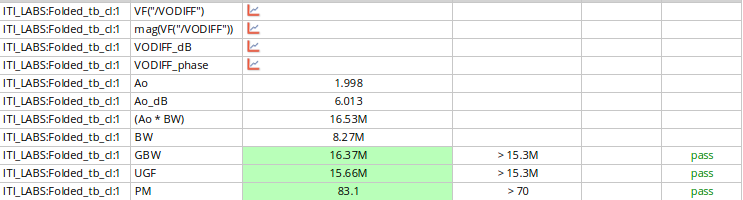 ITI_LABS:Folded_tb_cl:1 VF("/VODIFF")
ITI_LABS:Folded_tb_cl:1 mag(VF("/VODIFF"))
ITI_LABS:Folded_tb_cl:1 VODIFF_dB
ITI_LABS:Folded_tb_cl:1 VODIFF_phase
ITI_LABS:Folded_tb_cl:1 Ao 1.998
ITI_LABS:Folded_tb_cl:1 Ao_dB 6.013
ITI_LABS:Folded_tb_cl:1 (Ao * BW) 16.53M
ITI_LABS:Folded_tb_cl:1 BW 8.27M
ITI_LABS:Folded_tb_cl:1 GBW 16.37M > 15.3M pass
ITI_LABS:Folded_tb_cl:1 UGF 15.66M > 15.3M pass
ITI_LABS:Folded_tb_cl:1 PM 83.1 > 70 pass